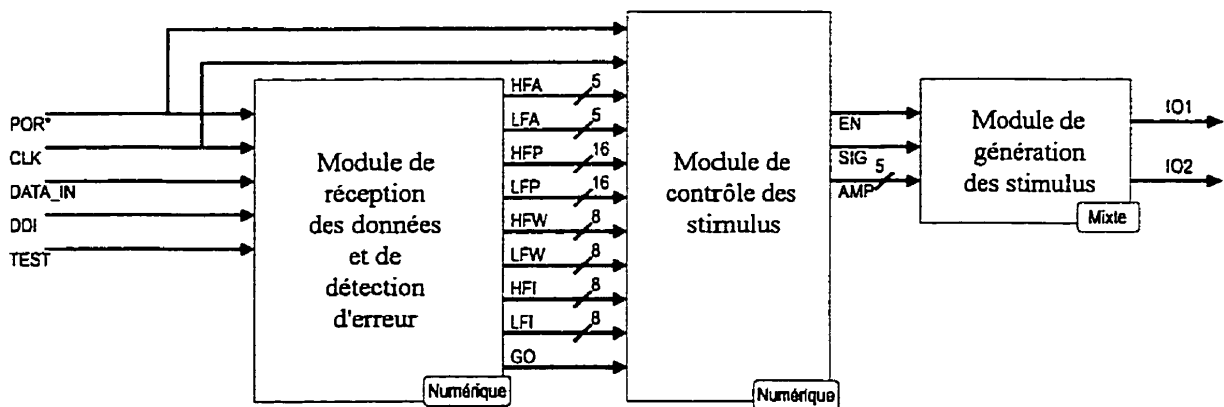 POR*
CLK
DATA_IN
DDI
TEST
Module de
réception
des données
et de
détection
d'erreur
Numérique
HFA 5
LFA 5
HFP 16
LFP 16
HFW 8
LFW 8
HFI 8
LFI 8
GO
Module de
contrôle des
stimulus
Numérique
EN
SIG
AMP 5
Module de
génération
des stimulus
Mixte
IO1
IO2